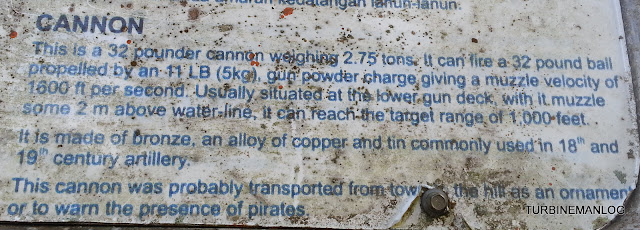 amaran kedatangan lanun-lanun.
CANNON
This is a 32 pounder cannon weighing 2.75 tons. It can fire a 32 pound ball
propelled by an 11 LB (5kg), gun powder charge giving a muzzle velocity of
1600 ft per second. Usually situated at the lower gun deck, with it muzzle
some 2 m above water-line, it can reach the target range of 1,000 feet.
It is made of bronze, an alloy of copper and tin commonly used in 18th and
19th century artillery.
This cannon was probably transported from town the hill as an ornament
or to warn the presence of pirates.
TURBINEMANLOG